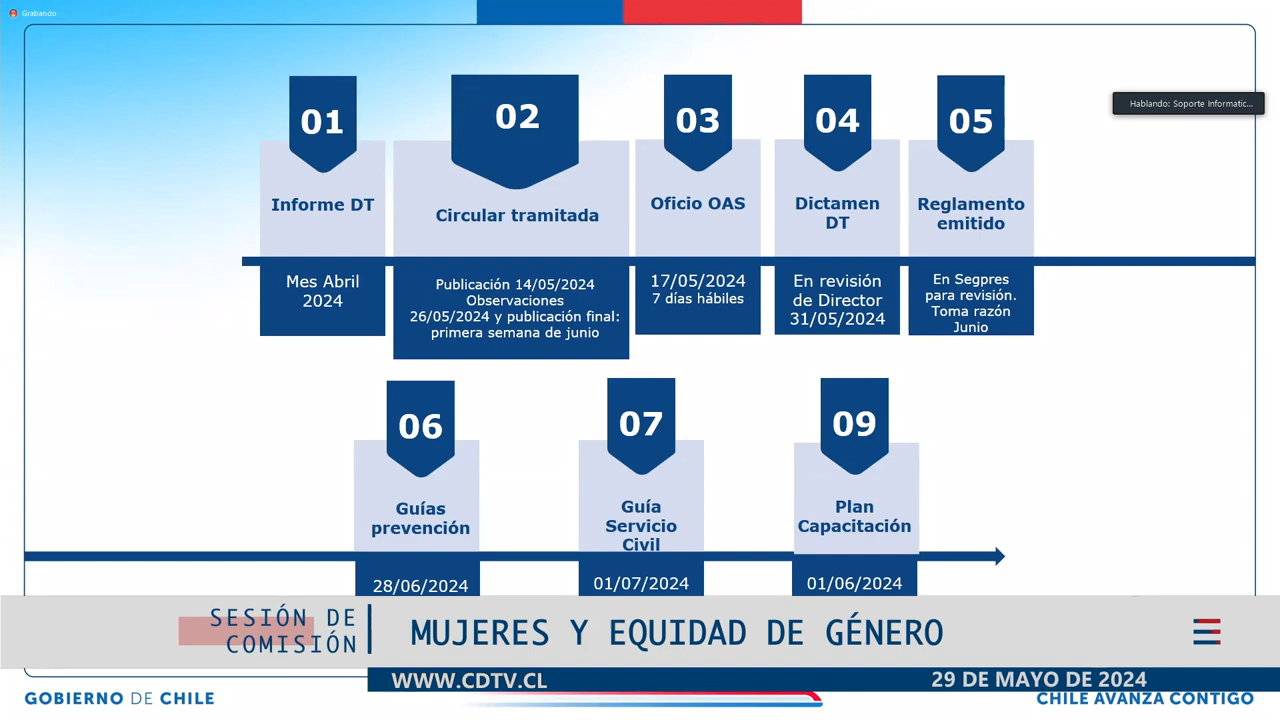 Grabando
Hablando: Soporte Informatic...
01
Informe DT
Mes Abril
2024
02
Circular tramitada
Publicación 14/05/2024
Observaciones
26/05/2024 y publicación final:
primera semana de junio
03
Oficio OAS
17/05/2024
7 días hábiles
04
Dictamen
DT
En revisión
de Director
31/05/2024
05
Reglamento
emitido
En Segpres
para revisión.
Toma razón
Junio
06
Guías
prevención
28/06/2024
07
Guía
Servicio
Civil
01/07/2024
09
Plan
Capacitación
01/06/2024
SESIÓN DE
COMISIÓN
MUJERES Y EQUIDAD DE GÉNERO
WWW.CDTV.CL
29 DE MAYO DE 2024
GOBIERNO DE CHILE
CHILE AVANZA CONTIGO